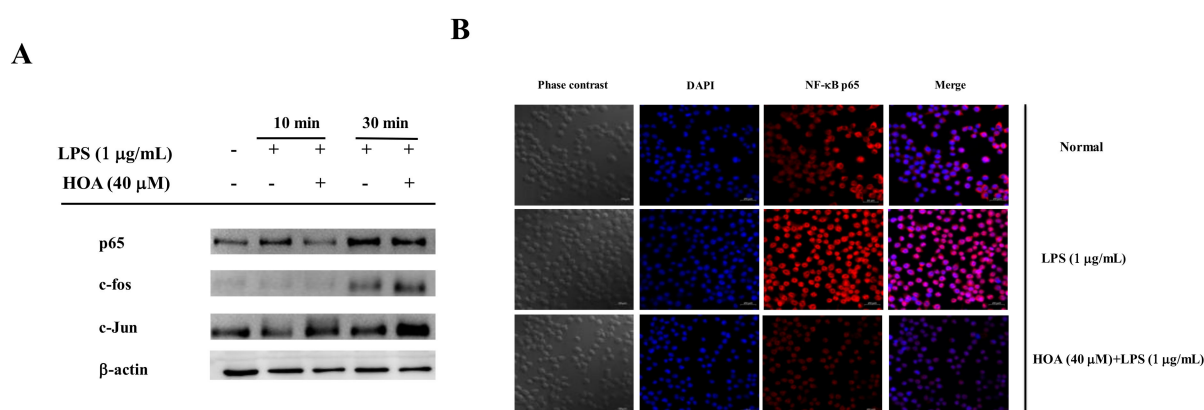 A
B
10 min 30 min
LPS (1 μg/mL) - + + + +
HOA (40 μM) - - + - +
p65
c-fos
c-Jun
β-actin
Phase contrast DAPI NF-κB p65 Merge
Normal
LPS (1 μg/mL)
HOA (40 μM)+LPS (1 μg/mL)